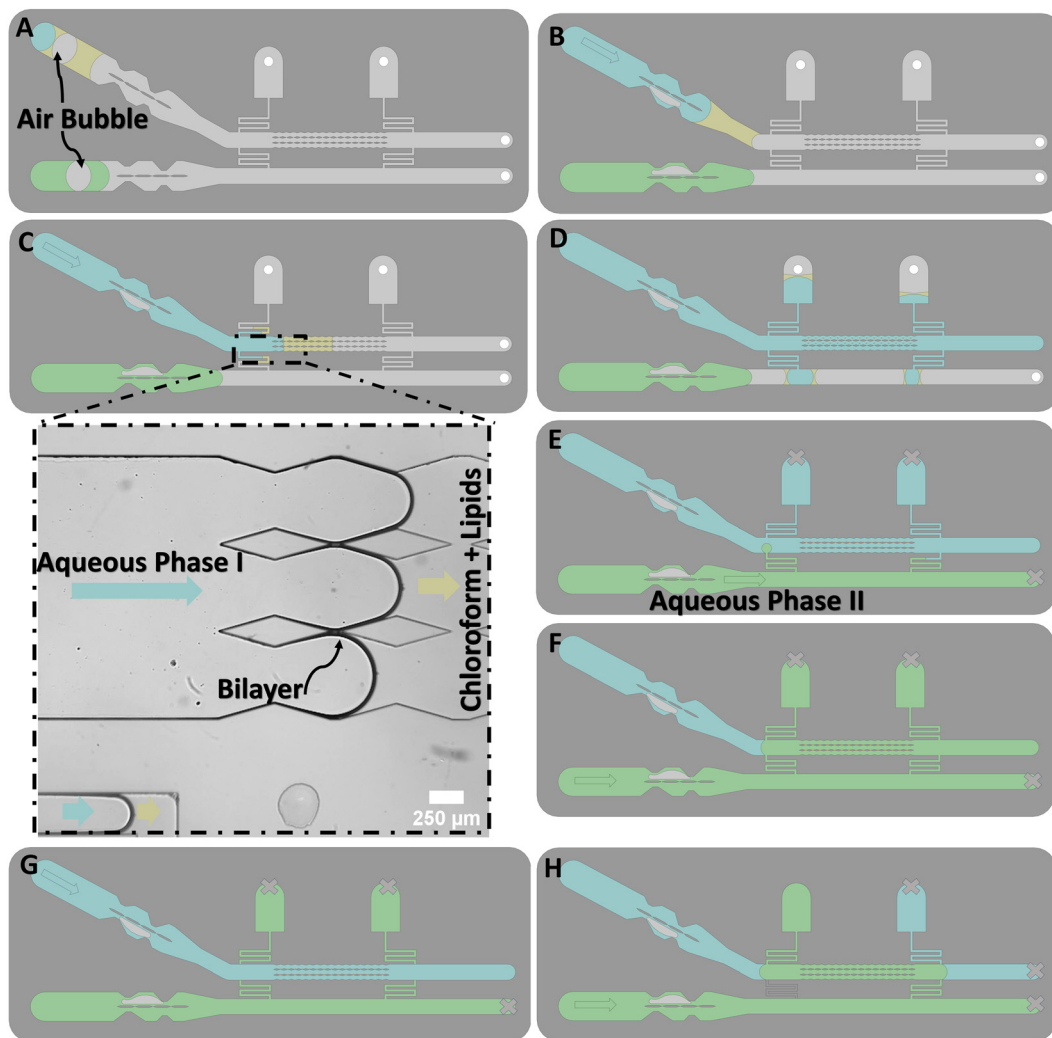 A
Air Bubble
B
C
D
Aqueous Phase I
Chloroform + Lipids
Bilayer
250 µm
E
Aqueous Phase II
F
G
H